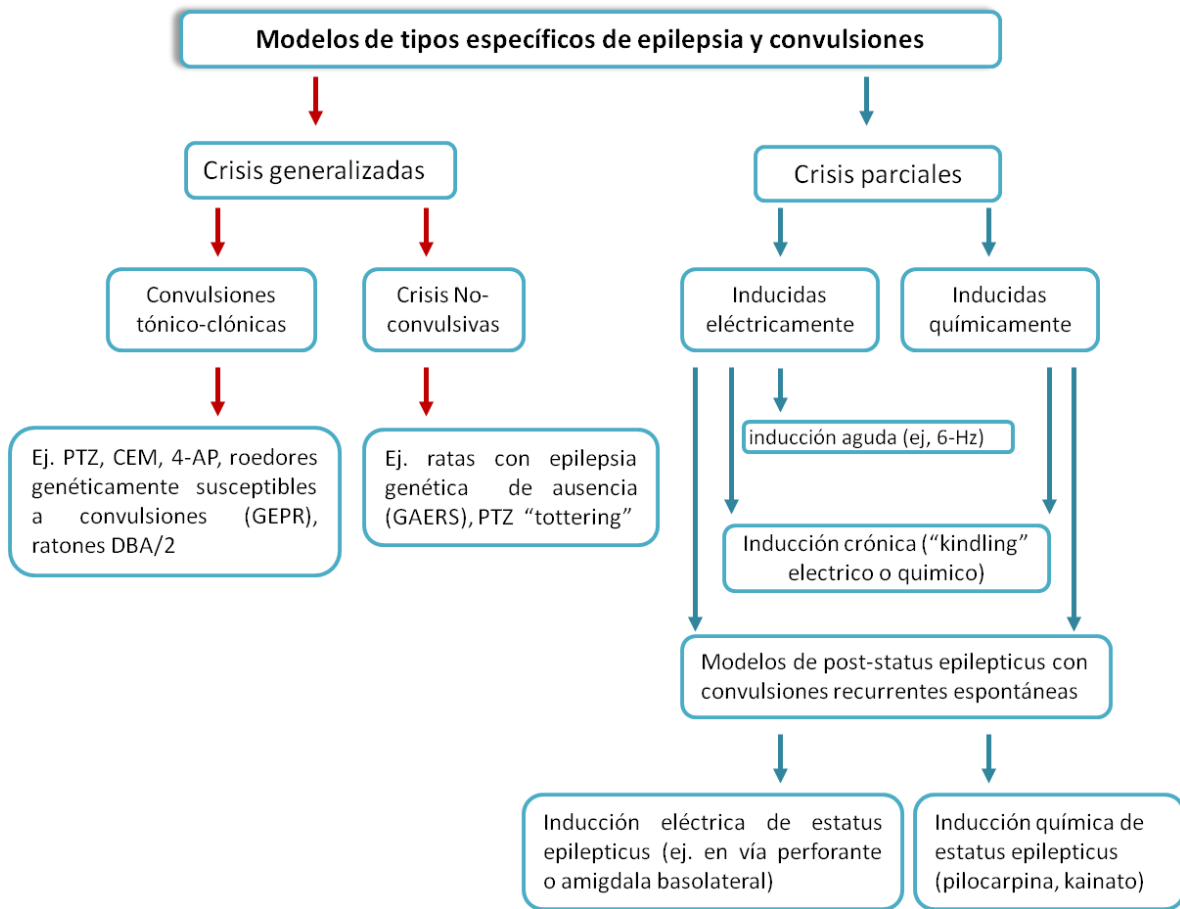 Modelos de tipos específicos de epilepsia y convulsiones
Crisis generalizadas
Crisis parciales
Convulsiones
tónico-clónicas
Crisis No-
convulsivas
Inducidas
eléctricamente
Inducidas
químicamente
Ej. PTZ, CEM, 4-AP, roedores
genéticamente susceptibles
a convulsiones (GEPR),
ratones DBA/2
Ej. ratas con epilepsia
genética de ausencia
(GAERS), PTZ “tottering”
inducción aguda (ej, 6-Hz)
Inducción crónica (“kindling”
electrico o quimico)
Modelos de post-status epilepticus con
convulsiones recurrentes espontáneas
Inducción eléctrica de estatus
epilepticus (ej. en vía perforante
o amigdala basolateral)
Inducción química de
estatus epilepticus
(pilocarpina, kainato)